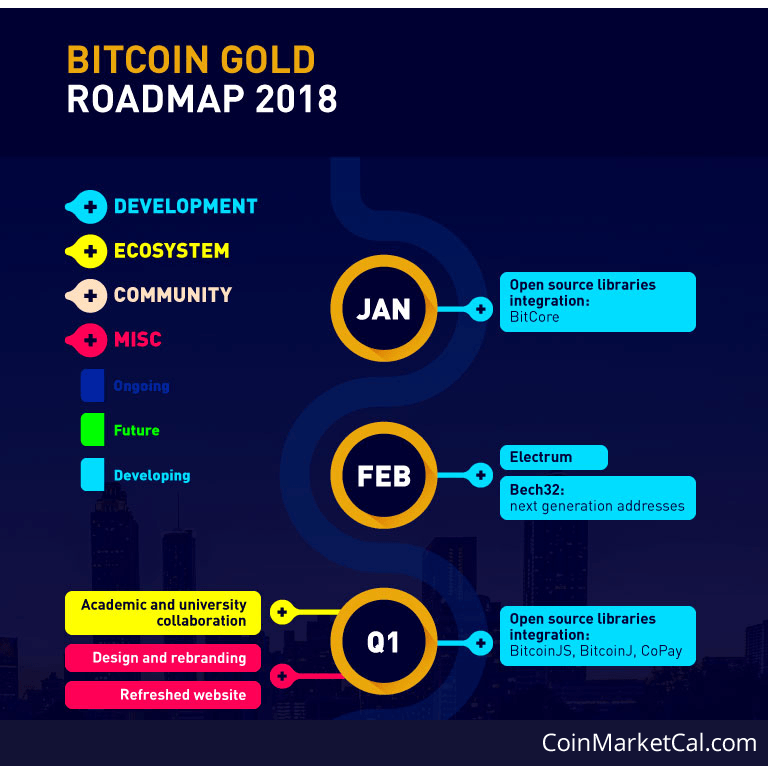 BITCOIN GOLD
ROADMAP 2018
DEVELOPMENT
ECOSYSTEM
COMMUNITY
MISC
Ongoing
Future
Developing
JAN
Open source libraries
integration:
BitCore
FEB
Electrum
Bech32:
next generation addresses
Academic and university
collaboration
Design and rebranding
Refreshed website
Q1
Open source libraries
integration:
BitcoinJS, BitcoinJ, CoPay
CoinMarketCal.com